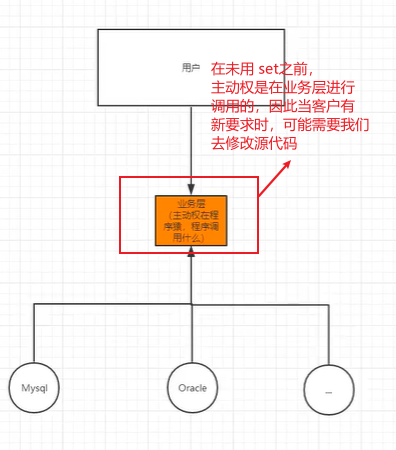 用户
在未用 set之前，
主动权是在业务层进行
调用的，因此当客户有
新要求时，可能需要我们
去修改源代码
业务层
（主动权在程
序猿，程序调
用什么）
Mysql
Oracle
...